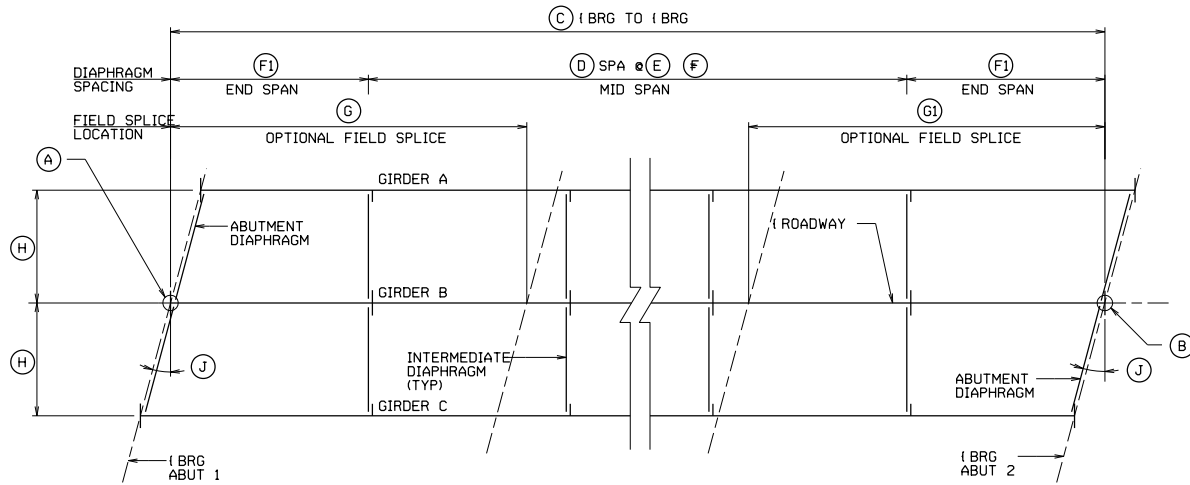 C ⅊ BRG TO ⅊ BRG
DIAPHRAGM
SPACING
F1
END SPAN
D SPA @ E F
MID SPAN
F1
END SPAN
FIELD SPLICE
LOCATION
G
OPTIONAL FIELD SPLICE
G1
OPTIONAL FIELD SPLICE
A
GIRDER A
H
ABUTMENT
DIAPHRAGM
⅊ ROADWAY
GIRDER B
H
J
INTERMEDIATE
DIAPHRAGM
(TYP)
B
J
ABUTMENT
DIAPHRAGM
GIRDER C
⅊ BRG
ABUT 1
⅊ BRG
ABUT 2